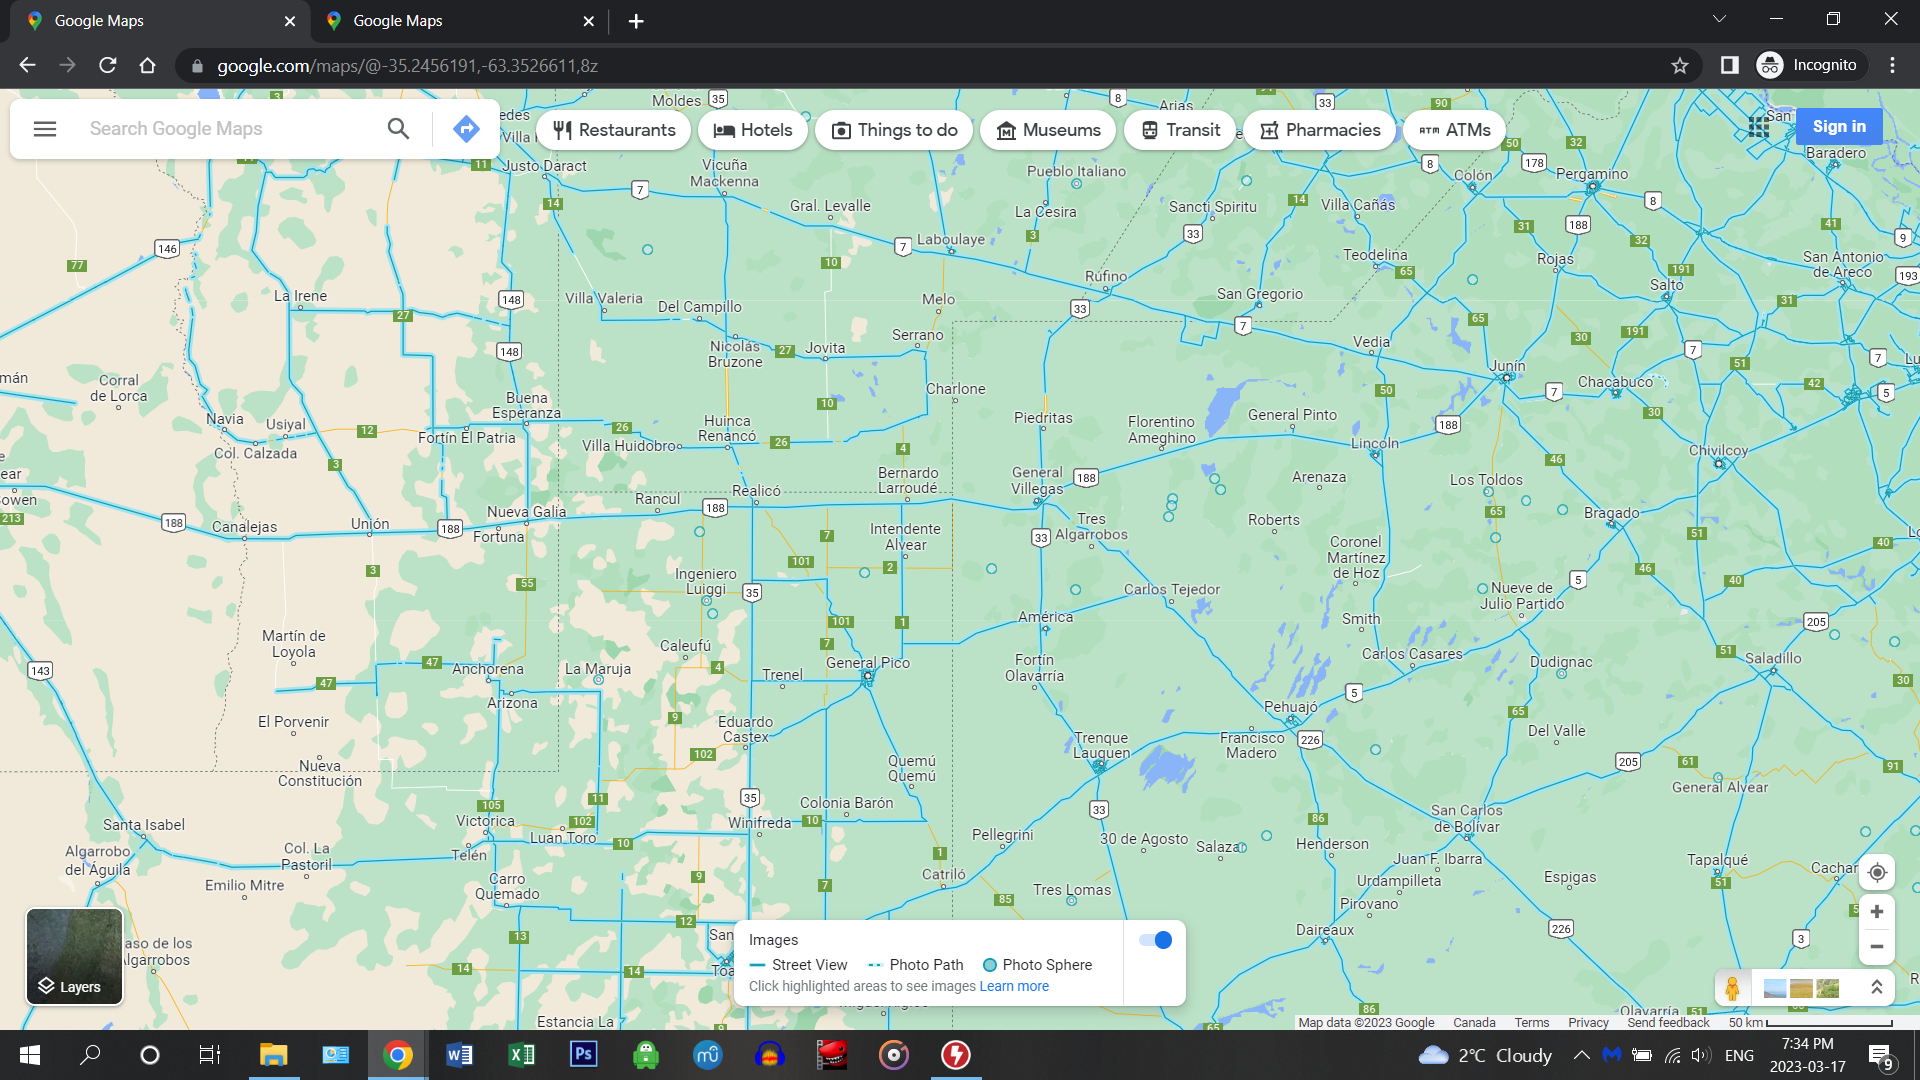 Google Maps
Google Maps
google.com/maps/@-35.2456191,-63.3526611,8z
Incognito
Search Google Maps
Restaurants
Hotels
Things to do
Museums
Transit
Pharmacies
ATMs
Sign in
Moldes
Arias
Justo Daract
Vicuña
Mackenna
Gral. Levalle
Laboulaye
Pueblo Italiano
La Cesira
Sancti Spiritu
Villa Cañás
Colón
Pergamino
Baradero
Teodelina
Rojas
San Antonio
de Areco
Salto
Rufino
San Gregorio
La Irene
Villa Valeria
Del Campillo
Melo
Serrano
Nicolás
Bruzone
Jovita
Charlone
Vedia
Junín
Chacabuco
Corral
de Lorca
Navia
Usiyal
Col. Calzada
Buena
Esperanza
Fortín El Patria
Huinca
Renancó
Villa Huidobro
Piedritas
Florentino
Ameghino
General Pinto
Lincoln
Chivilcoy
Bernardo
Larroudé
General
Villegas
Arenaza
Los Toldos
Bragado
Rancul
Realicó
Canalejas
Unión
Nueva Galia
Fortuna
Intendente
Alvear
Tres
Algarrobos
Roberts
Coronel
Martínez
de Hoz
Ingeniero
Luiggi
Carlos Tejedor
Nueve de
Julio Partido
América
Smith
Martín de
Loyola
Caleufú
General Pico
Trenel
Fortín
Olavarría
Carlos Casares
Dudignac
Saladillo
Anchorena
La Maruja
Arizona
El Porvenir
Eduardo
Castex
Pehuajó
Trenque
Lauquen
Francisco
Madero
Del Valle
Nueva
Constitución
Quemú
Quemú
General Alvear
Colonia Barón
Winifreda
Santa Isabel
Victorica
Luan Toro
Telén
San Carlos
de Bolívar
Pellegrini
30 de Agosto
Salazar
Henderson
Juan F. Ibarra
Tapalqué
Algarrobo
del Águila
Col. La
Pastoril
Emilio Mitre
Carro
Quemado
Catriló
Tres Lomas
Urdampilleta
Espigas
Pirovano
Daireaux
Estancia La
Layers
Images
Street View
Photo Path
Photo Sphere
Click highlighted areas to see images Learn more
Map data ©2023 Google
Canada
Terms
Privacy
Send feedback
50 km
2°C Cloudy
ENG
7:34 PM
2023-03-17
9